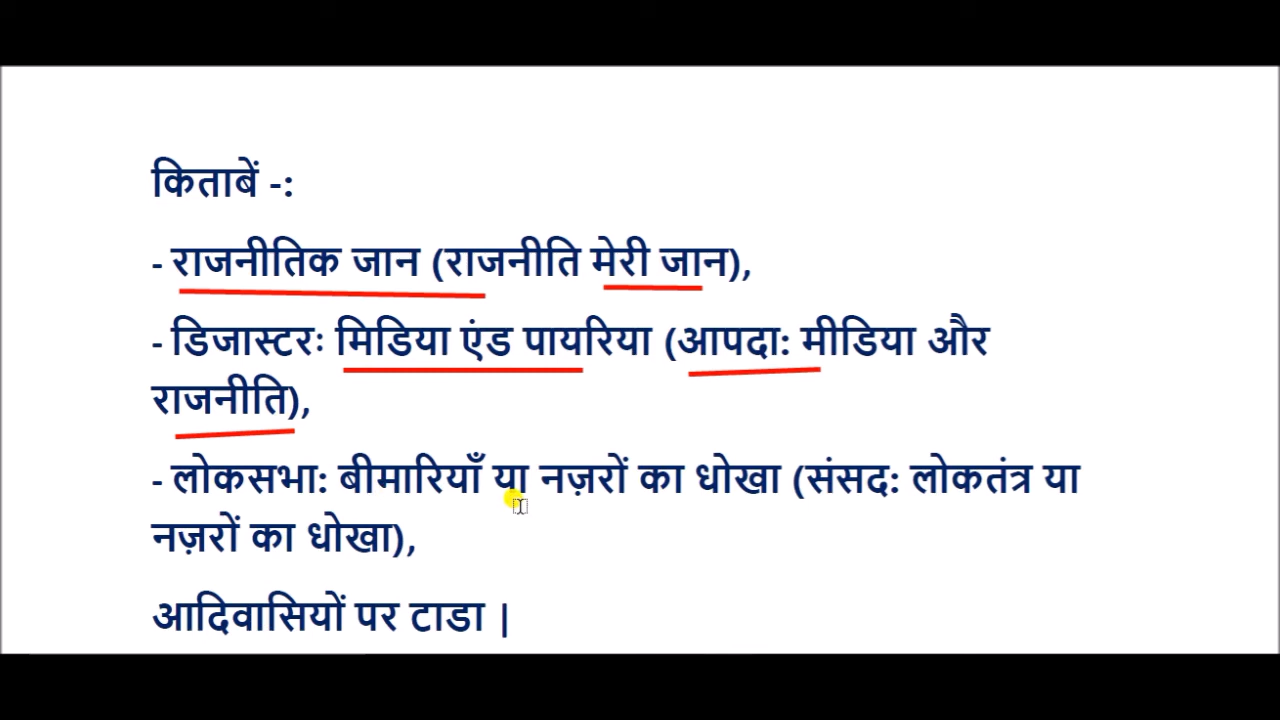 किताबें -:
- राजनीतिक जान (राजनीति मेरी जान),
- डिजास्टरः मिडिया एंड पायरिया (आपदा: मीडिया और
राजनीति),
- लोकसभा: बीमारियाँ या नज़रों का धोखा (संसद: लोकतंत्र या
नज़रों का धोखा),
आदिवासियों पर टाडा |